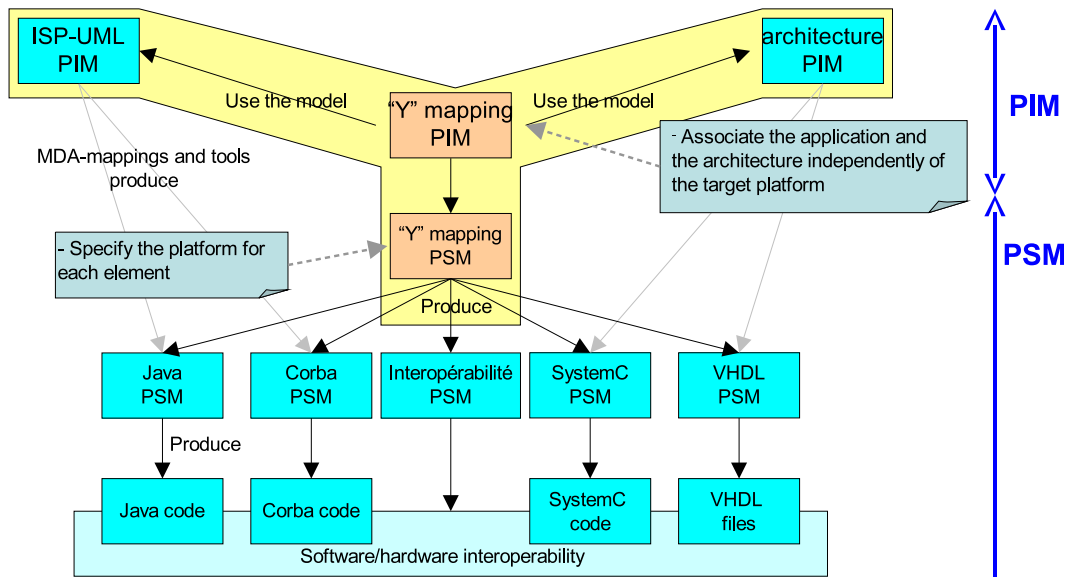 ISP-UML
PIM
architecture
PIM
Use the model
Use the model
“Y” mapping
PIM
PIM
- Associate the application and
the architecture independently of
the target platform
MDA-mappings and tools
produce
“Y” mapping
PSM
- Specify the platform for
each element
PSM
Produce
Java
PSM
Corba
PSM
Interopérabilité
PSM
SystemC
PSM
VHDL
PSM
Produce
Java code
Corba code
SystemC
code
VHDL
files
Software/hardware interoperability